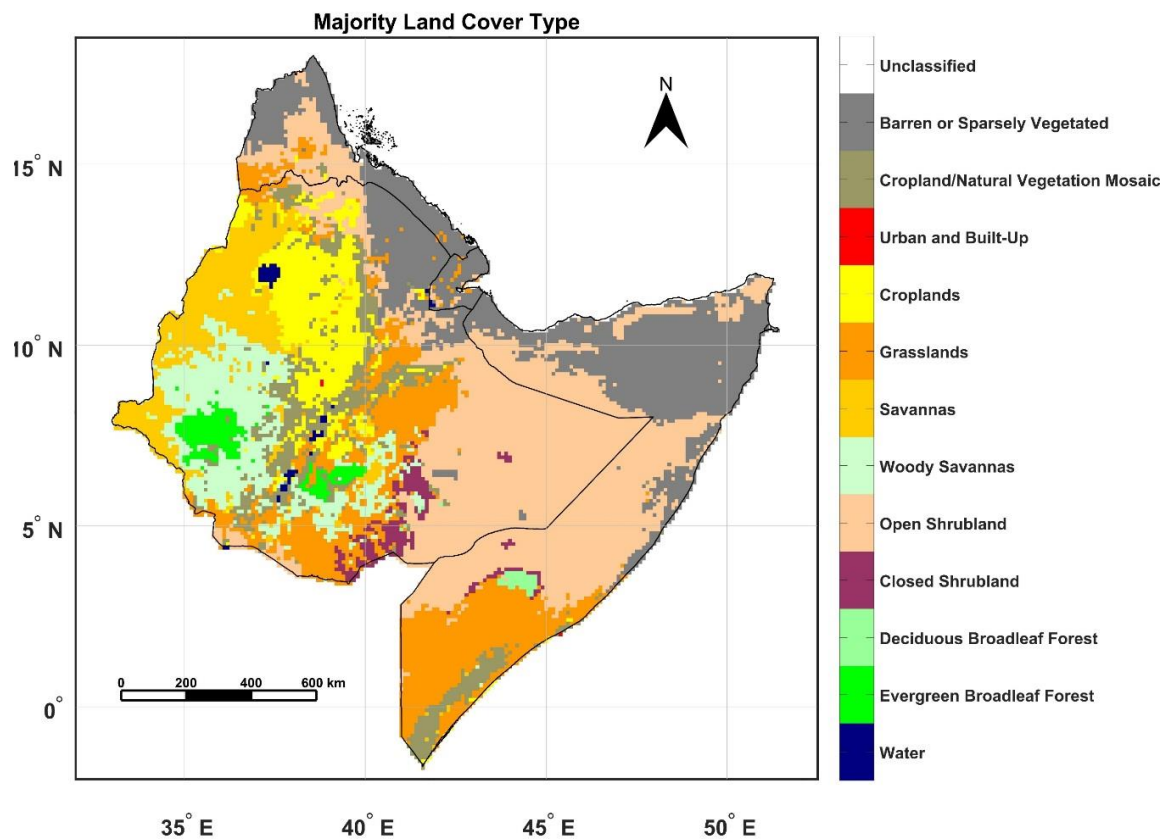 Majority Land Cover Type
N
15° N
10° N
5° N
0°
0 200 400 600 km
35° E 40° E 45° E 50° E
Unclassified
Barren or Sparsely Vegetated
Cropland/Natural Vegetation Mosaic
Urban and Built-Up
Croplands
Grasslands
Savannas
Woody Savannas
Open Shrubland
Closed Shrubland
Deciduous Broadleaf Forest
Evergreen Broadleaf Forest
Water